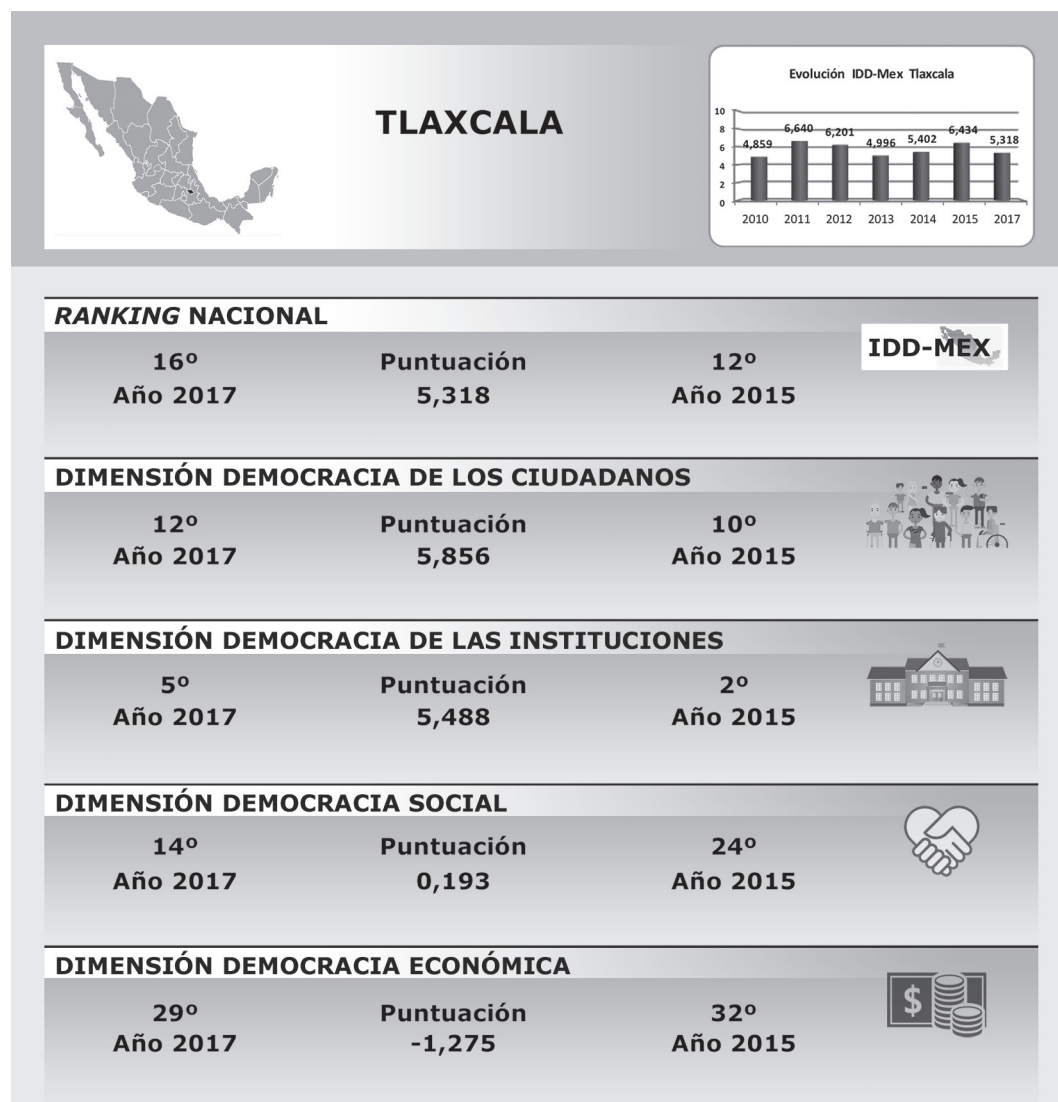 TLAXCALA
Evolución IDD-Mex Tlaxcala
10
8
6
4
2
0
4,859
6,640
6,201
4,996
5,402
6,434
5,318
2010 2011 2012 2013 2014 2015 2017
RANKING NACIONAL
16º Puntuación 12º
Año 2017 5,318 Año 2015
IDD-MEX
DIMENSIÓN DEMOCRACIA DE LOS CIUDADANOS
12º Puntuación 10º
Año 2017 5,856 Año 2015
DIMENSIÓN DEMOCRACIA DE LAS INSTITUCIONES
5º Puntuación 2º
Año 2017 5,488 Año 2015
DIMENSIÓN DEMOCRACIA SOCIAL
14º Puntuación 24º
Año 2017 0,193 Año 2015
DIMENSIÓN DEMOCRACIA ECONÓMICA
29º Puntuación 32º
Año 2017 -1,275 Año 2015
$